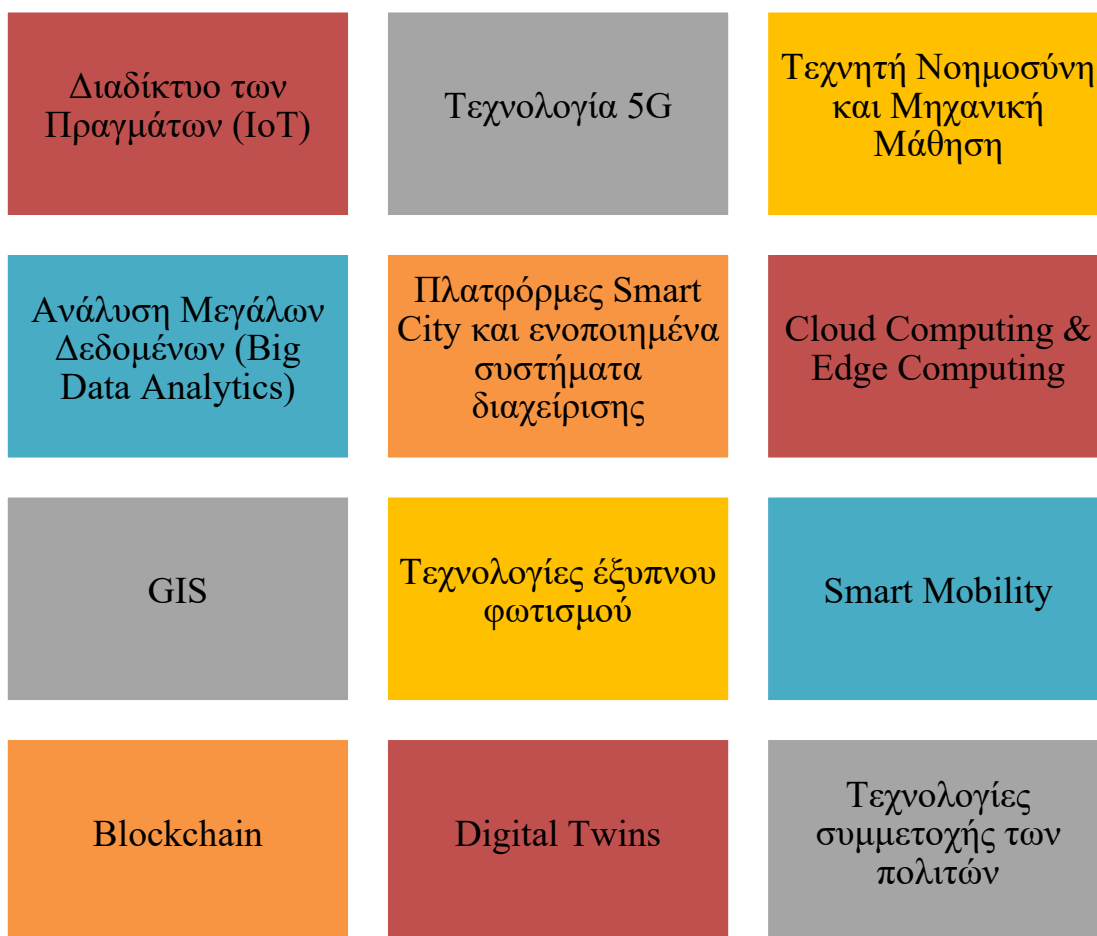 Διαδίκτυο των
Πραγμάτων (IoT)
Τεχνολογία 5G
Τεχνητή Νοημοσύνη
και Μηχανική
Μάθηση
Ανάλυση Μεγάλων
Δεδομένων (Big
Data Analytics)
Πλατφόρμες Smart
City και ενοποιημένα
συστήματα
διαχείρισης
Cloud Computing &
Edge Computing
GIS
Τεχνολογίες έξυπνου
φωτισμού
Smart Mobility
Blockchain
Digital Twins
Τεχνολογίες
συμμετοχής των
πολιτών